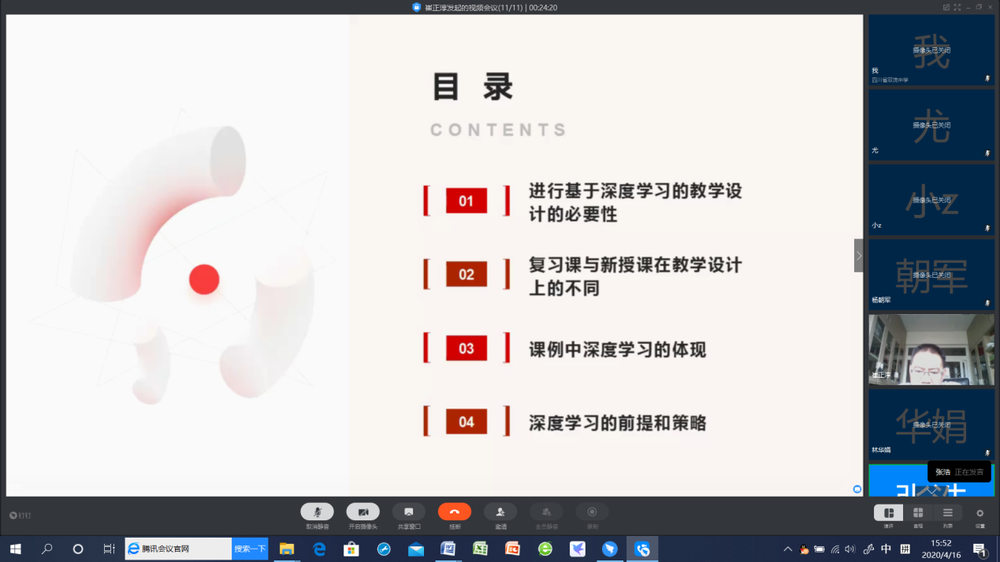 崔正淳发起的视频会议(11/11) | 00:24:20
目 录
CONTENTS
01
进行基于深度学习的教学设
计的必要性
02
复习课与新授课在教学设计
上的不同
03
课例中深度学习的体现
04
深度学习的前提和策略
我
摄像头已关闭
我
四川省双流中学
尤
摄像头已关闭
尤
小z
摄像头已关闭
小z
朝军
摄像头已关闭
杨朝军
崔正淳
华娟
摄像头已关闭
林华娟
张浩 正在发言
钉钉
取消静音
开启摄像头
共享窗口
挂断
邀请
全员静音
录制
演讲
宫格
列表
设置
腾讯会议官网
搜索一下
中
拼
15:52
2020/4/16
1